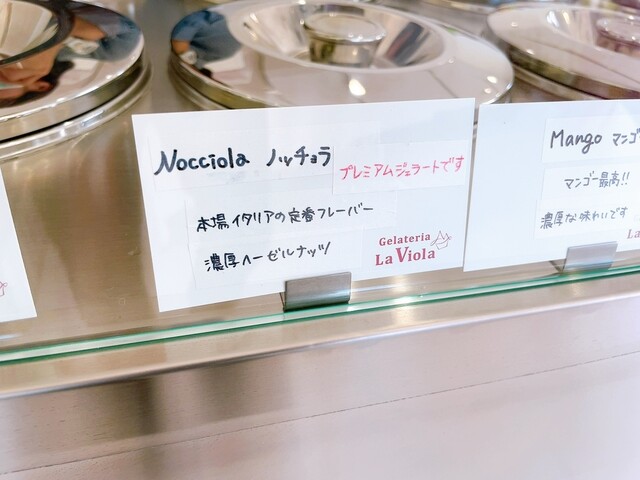 Nocciola ノッチョラ
プレミアムジェラートです
本場イタリアの定番フレーバー
濃厚ヘーゼルナッツ
Gelateria
La Viola
Mango マンゴ
マンゴー最高!!
濃厚な味わいです
La